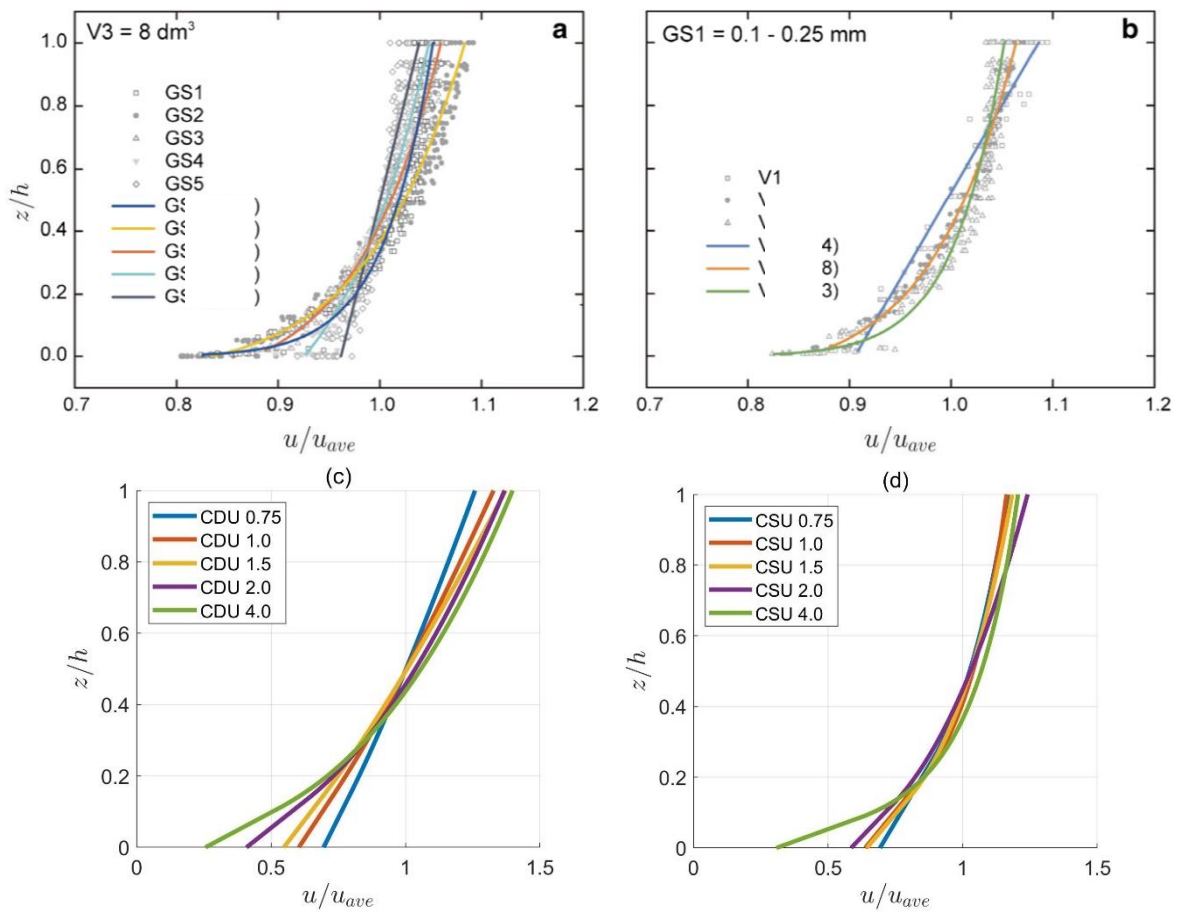 V3 = 8 dm³
a
z/h
1.0
0.8
0.6
0.4
0.2
0.0
GS1
GS2
GS3
GS4
GS5
GS )
GS )
GS )
GS )
GS )
0.7 0.8 0.9 1.0 1.1 1.2
u/u_ave
GS1 = 0.1 - 0.25 mm
b
z/h
V1
4)
8)
3)
0.7 0.8 0.9 1.0 1.1 1.2
u/u_ave
(c)
z/h
1
0.8
0.6
0.4
0.2
0
CDU 0.75
CDU 1.0
CDU 1.5
CDU 2.0
CDU 4.0
0 0.5 1 1.5
u/u_ave
(d)
z/h
1
0.8
0.6
0.4
0.2
0
CSU 0.75
CSU 1.0
CSU 1.5
CSU 2.0
CSU 4.0
0 0.5 1 1.5
u/u_ave